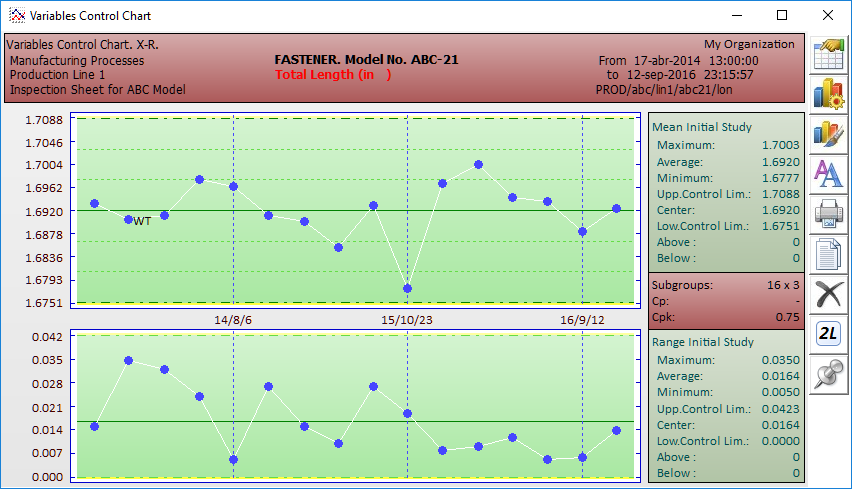 Variables Control Chart
Variables Control Chart. X-R.
My Organization
Manufacturing Processes
FASTENER. Model No. ABC-21
From 17-abr-2014 13:00:00
Production Line 1
Total Length (in )
to 12-sep-2016 23:15:57
Inspection Sheet for ABC Model
PROD/abc/lin1/abc21/lon
1.7088
1.7046
1.7004
1.6962
1.6920
1.6878
1.6836
1.6793
1.6751
WT
14/8/6
15/10/23
16/9/12
0.042
0.035
0.028
0.021
0.014
0.007
0.000
Mean Initial Study
Maximum: 1.7003
Average: 1.6920
Minimum: 1.6777
Upp.Control Lim.: 1.7088
Center: 1.6920
Low.Control Lim.: 1.6751
Above : 0
Below : 0
Subgroups: 16 x 3
Cp: -
Cpk: 0.75
Range Initial Study
Maximum: 0.0350
Average: 0.0164
Minimum: 0.0050
Upp.Control Lim.: 0.0423
Center: 0.0164
Low.Control Lim.: 0.0000
Above : 0
Below : 0
AA
2L